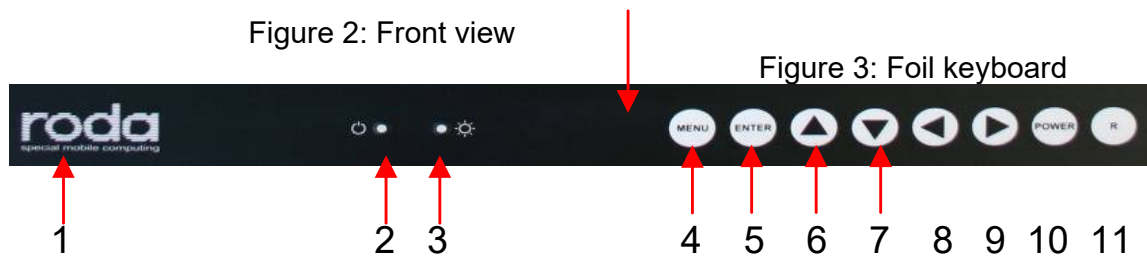 Figure 2: Front view
Figure 3: Foil keyboard
roda
special mobile computing
MENU ENTER POWER R
1 2 3 4 5 6 7 8 9 10 11